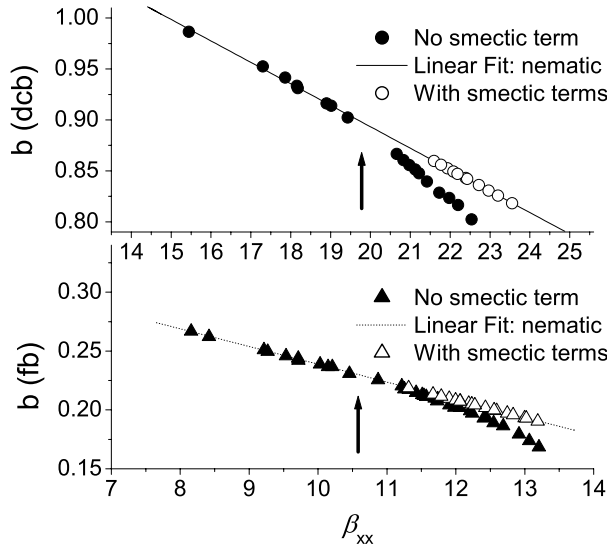 b (dcb)
1.00
0.95
0.90
0.85
0.80
No smectic term
Linear Fit: nematic
With smectic terms
14 15 16 17 18 19 20 21 22 23 24 25
b (fb)
0.30
0.25
0.20
0.15
No smectic term
Linear Fit: nematic
With smectic terms
7 8 9 10 11 12 13 14
βxx